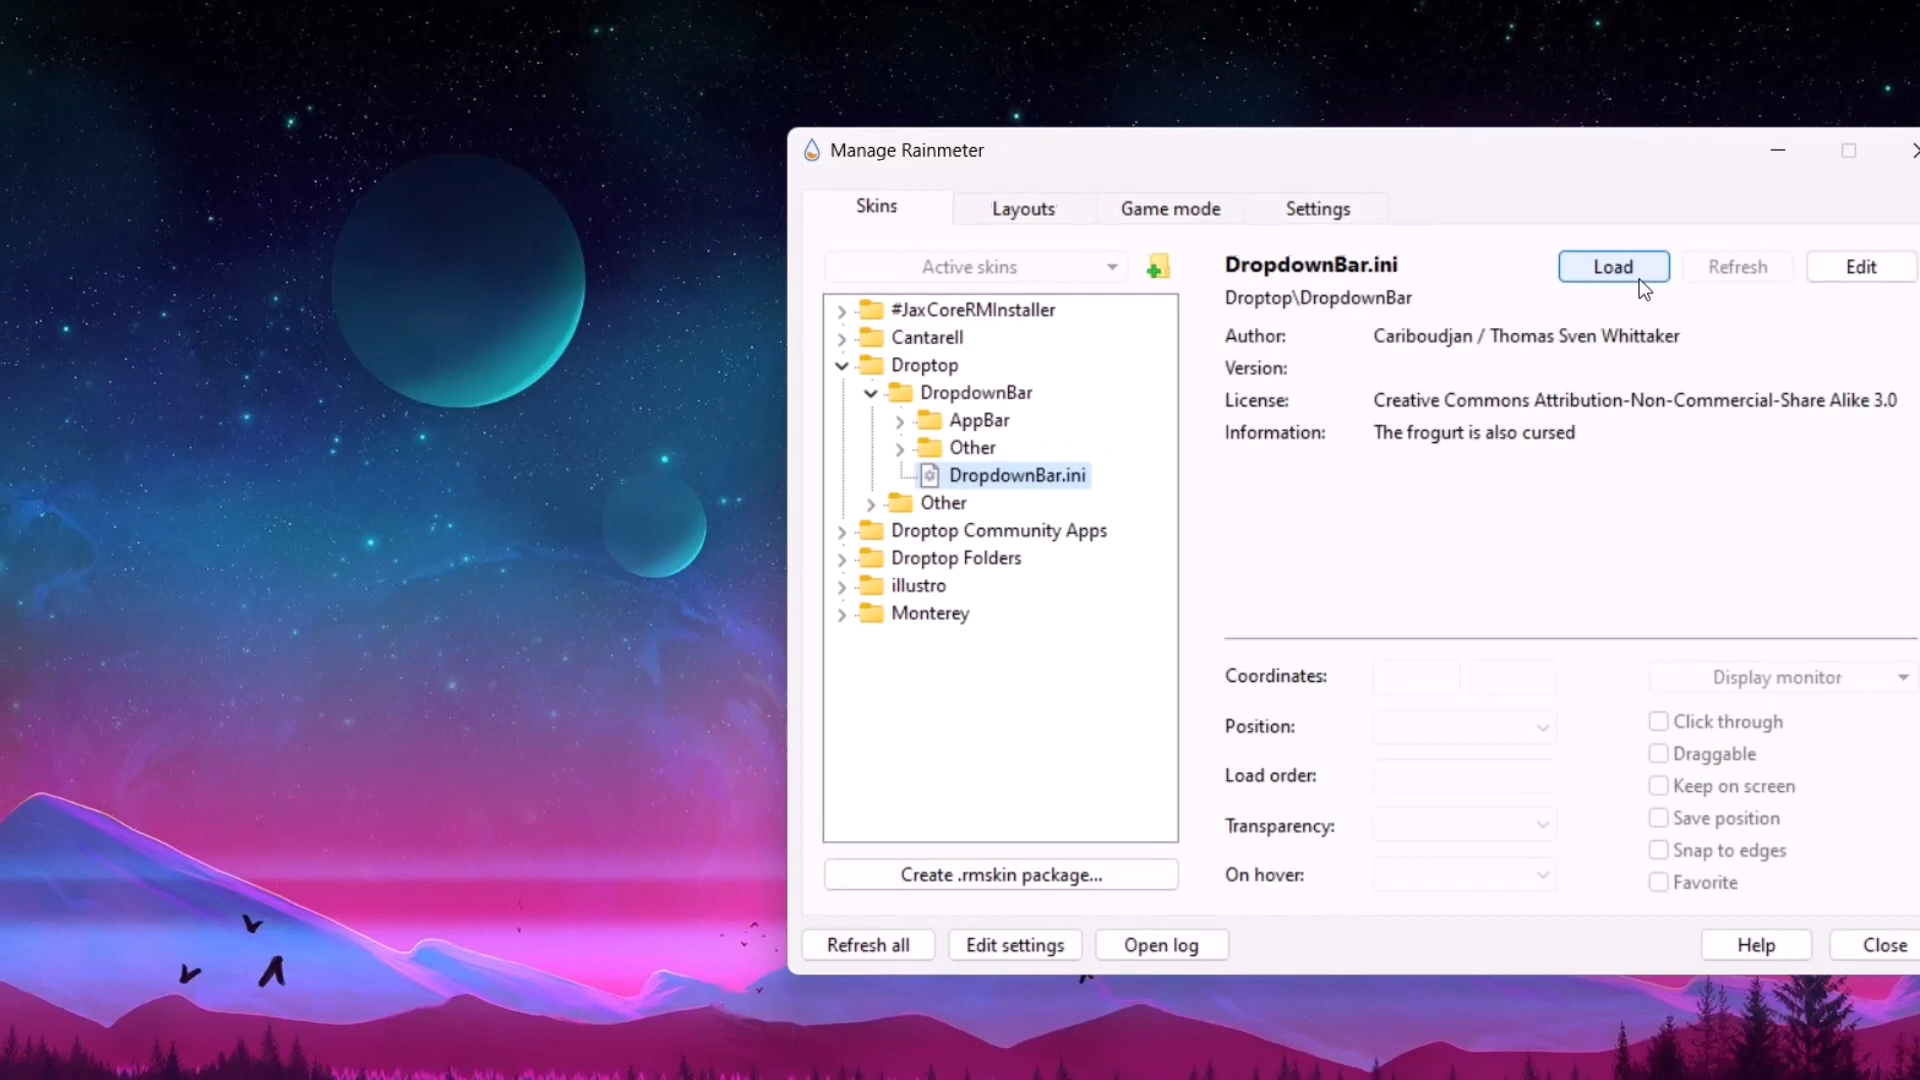 Manage Rainmeter
Skins
Layouts
Game mode
Settings
Active skins
DropdownBar.ini
Load
Refresh
Edit
Droptop\DropdownBar
Author: Cariboudjan / Thomas Sven Whittaker
Version:
License: Creative Commons Attribution-Non-Commercial-Share Alike 3.0
Information: The frogurt is also cursed
#JaxCoreRMInstaller
Cantarell
Droptop
DropdownBar
AppBar
Other
DropdownBar.ini
Other
Droptop Community Apps
Droptop Folders
illustro
Monterey
Coordinates:
Display monitor
Position:
Click through
Draggable
Load order:
Keep on screen
Transparency:
Save position
Snap to edges
On hover:
Favorite
Create .rmskin package...
Refresh all
Edit settings
Open log
Help
Close